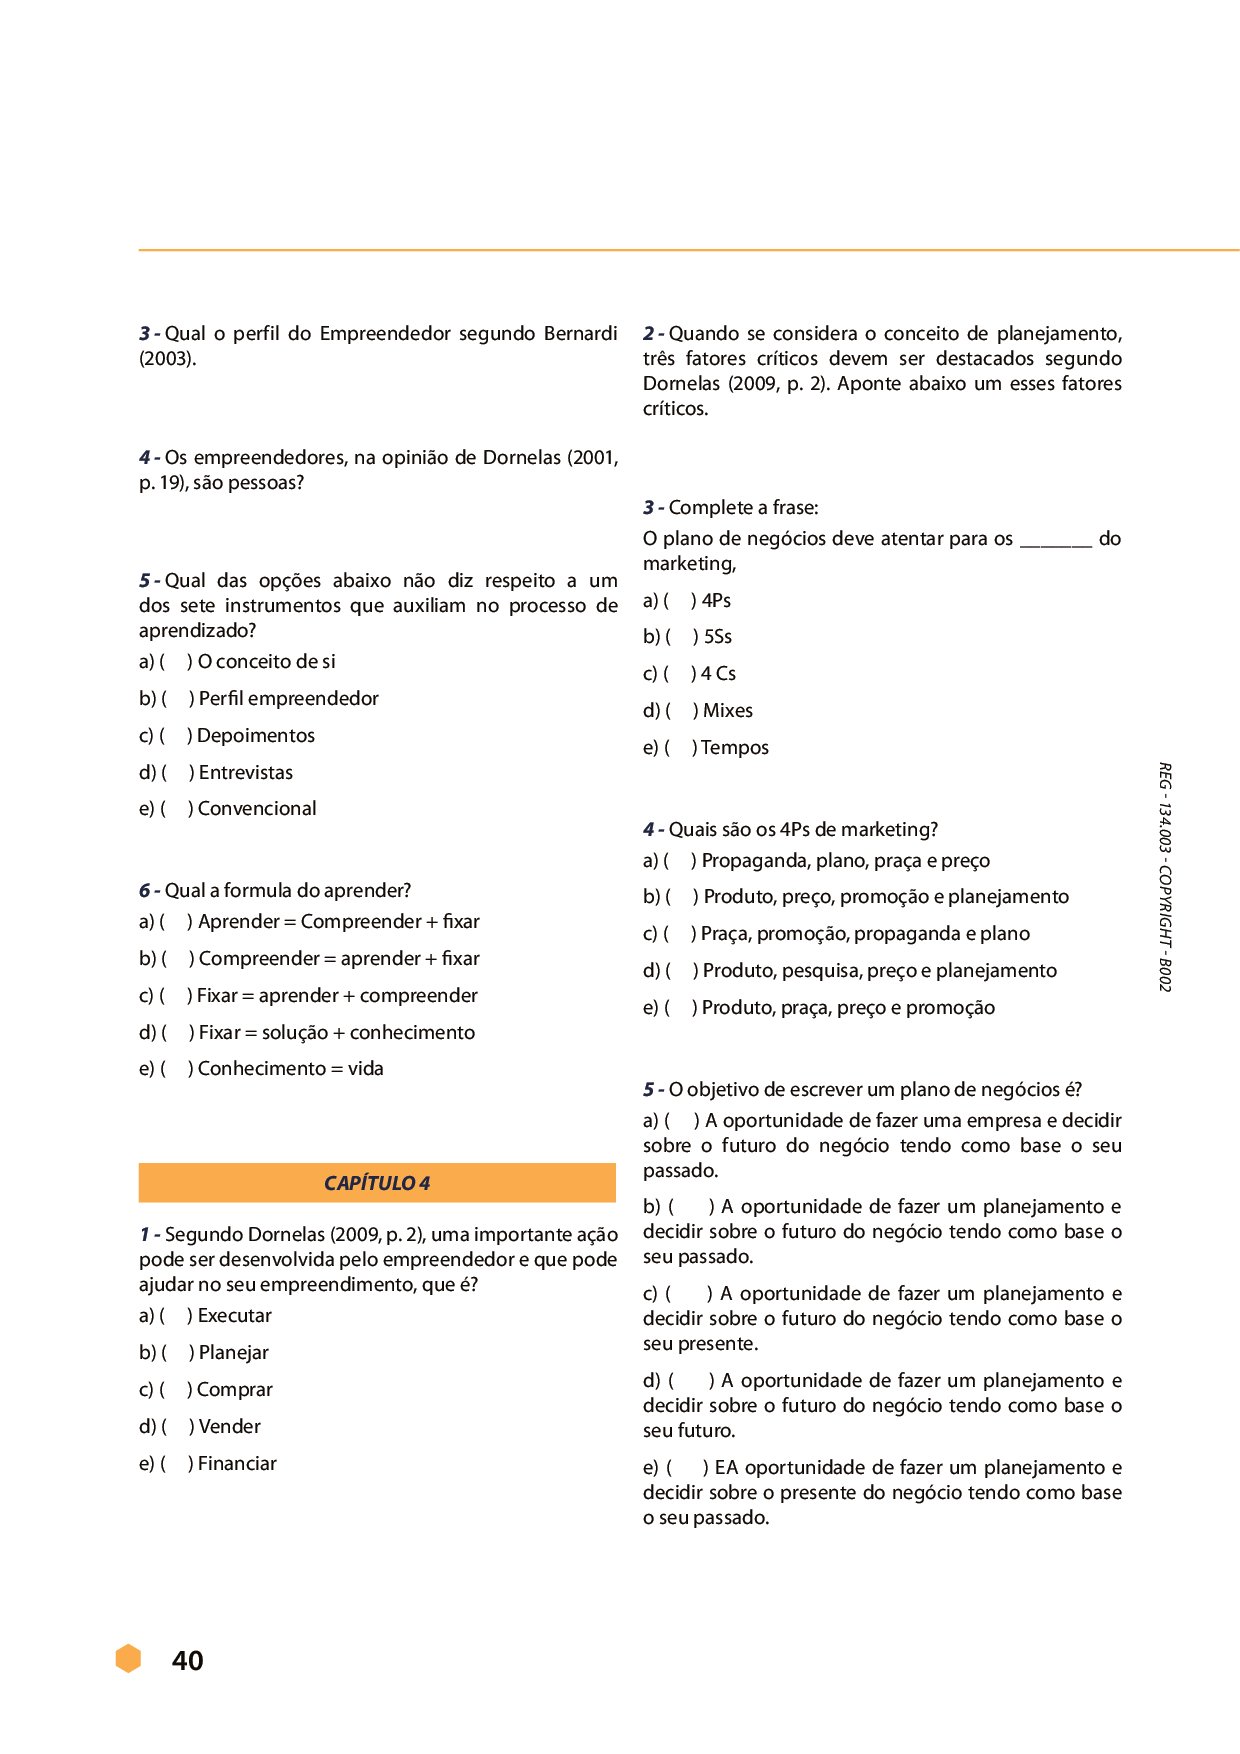 3 - Qual o perfil do Empreendedor segundo Bernardi
(2003).
4 - Os empreendedores, na opinião de Dornelas (2001,
p. 19), são pessoas?
5 - Qual das opções abaixo não diz respeito a um
dos sete instrumentos que auxiliam no processo de
aprendizado?
a) (    ) O conceito de si
b) (    ) Perfil empreendedor
c) (    ) Depoimentos
d) (    ) Entrevistas
e) (    ) Convencional
6 - Qual a formula do aprender?
a) (    ) Aprender = Compreender + fixar
b) (    ) Compreender = aprender + fixar
c) (    ) Fixar = aprender + compreender
d) (    ) Fixar = solução + conhecimento
e) (    ) Conhecimento = vida
CAPÍTULO 4
1 - Segundo Dornelas (2009, p. 2), uma importante ação
pode ser desenvolvida pelo empreendedor e que pode
ajudar no seu empreendimento, que é?
a) (    ) Executar
b) (    ) Planejar
c) (    ) Comprar
d) (    ) Vender
e) (    ) Financiar
2 - Quando se considera o conceito de planejamento,
três fatores críticos devem ser destacados segundo
Dornelas (2009, p. 2). Aponte abaixo um esses fatores
críticos.
3 - Complete a frase:
O plano de negócios deve atentar para os _______ do
marketing,
a) (    ) 4Ps
b) (    ) 5Ss
c) (    ) 4 Cs
d) (    ) Mixes
e) (    ) Tempos
4 - Quais são os 4Ps de marketing?
a) (    ) Propaganda, plano, praça e preço
b) (    ) Produto, preço, promoção e planejamento
c) (    ) Praça, promoção, propaganda e plano
d) (    ) Produto, pesquisa, preço e planejamento
e) (    ) Produto, praça, preço e promoção
5 - O objetivo de escrever um plano de negócios é?
a) (    ) A oportunidade de fazer uma empresa e decidir
sobre o futuro do negócio tendo como base o seu
passado.
b) (    ) A oportunidade de fazer um planejamento e
decidir sobre o futuro do negócio tendo como base o
seu passado.
c) (    ) A oportunidade de fazer um planejamento e
decidir sobre o futuro do negócio tendo como base o
seu presente.
d) (    ) A oportunidade de fazer um planejamento e
decidir sobre o futuro do negócio tendo como base o
seu futuro.
e) (    ) EA oportunidade de fazer um planejamento e
decidir sobre o presente do negócio tendo como base
o seu passado.
REG - 134.003 - COPYRIGHT - B002
40